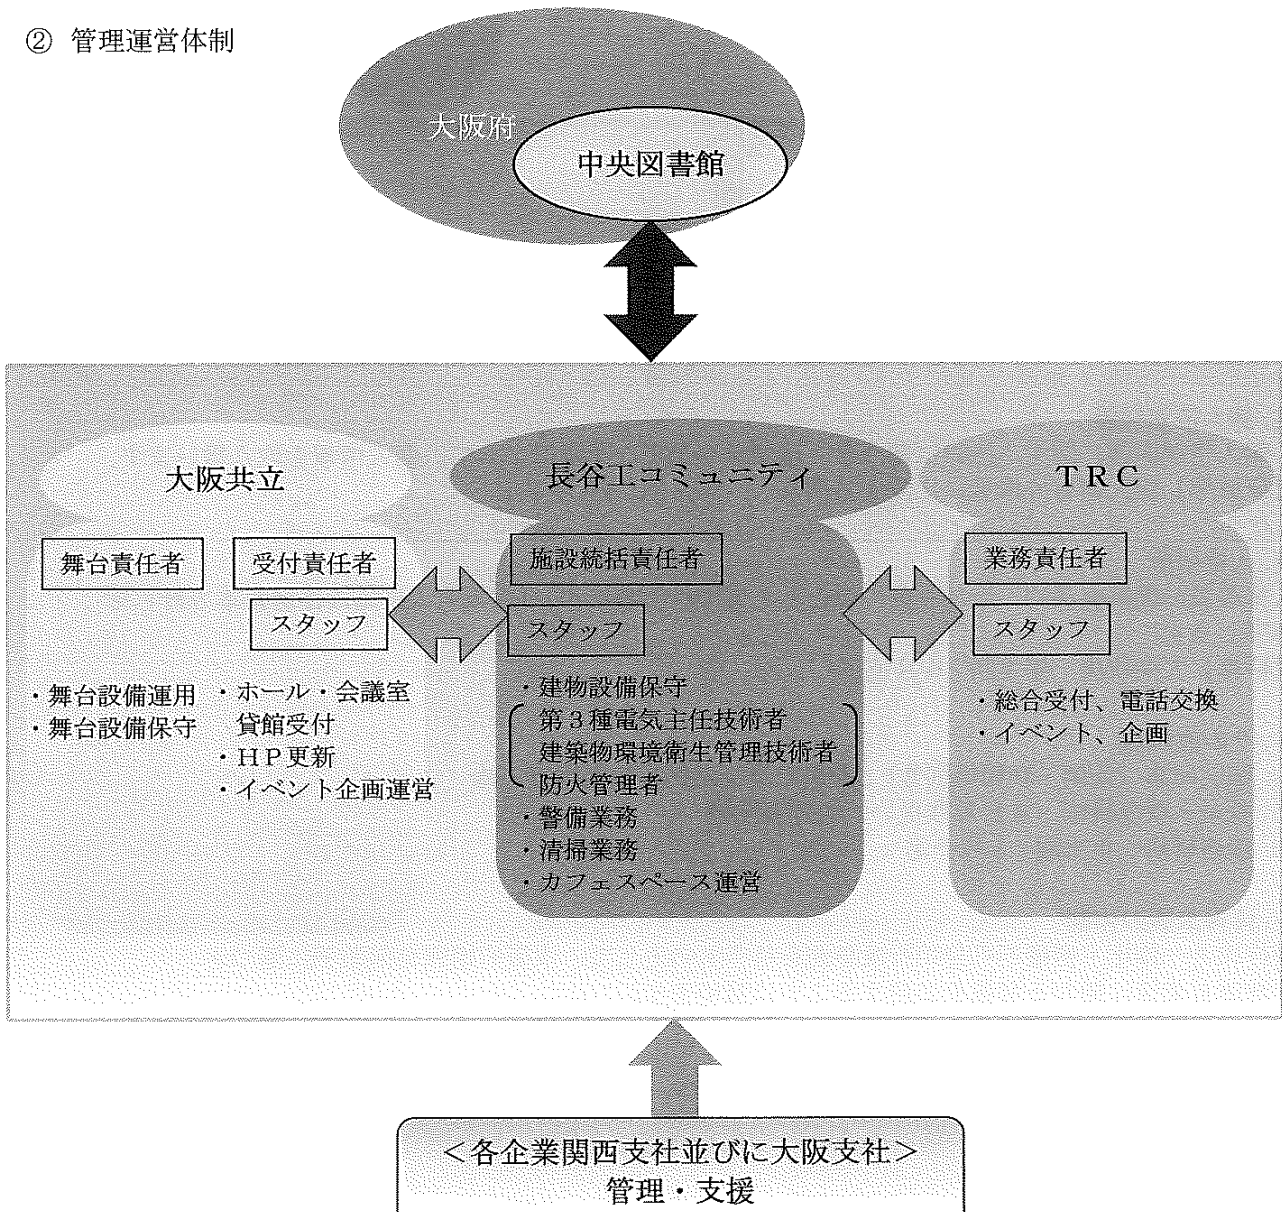 ② 管理運営体制
大阪府
中央図書館
大阪共立
舞台責任者
受付責任者
スタッフ
・舞台設備運用
・舞台設備保守
・ホール・会議室
貸館受付
・HP更新
・イベント企画運営
長谷工コミュニティ
施設統括責任者
スタッフ
・建物設備保守
第3種電気主任技術者
建築物環境衛生管理技術者
防火管理者
・警備業務
・清掃業務
・カフェスペース運営
TRC
業務責任者
スタッフ
・総合受付、電話交換
・イベント、企画
<各企業関西支社並びに大阪支社>
管理・支援